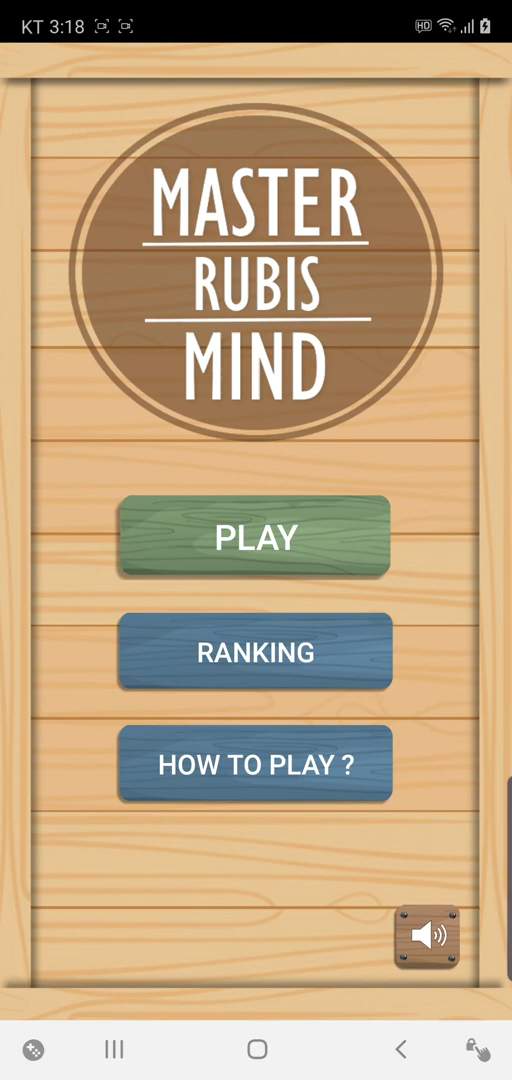 KT 3:18
HD
MASTER
RUBIS
MIND
PLAY
RANKING
HOW TO PLAY ?